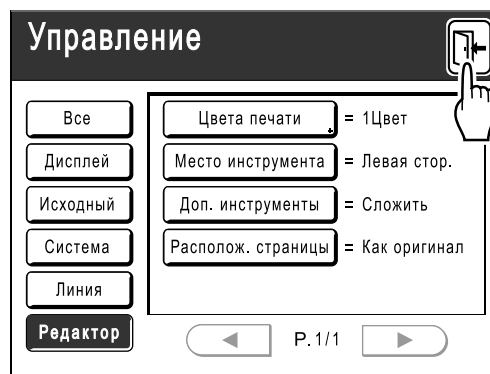 Управление
Все
Цвета печати = 1Цвет
Дисплей
Место инструмента = Левая стор.
Исходный
Доп. инструменты = Сложить
Система
Располож. страницы = Как оригинал
Линия
Редактор
P. 1/1